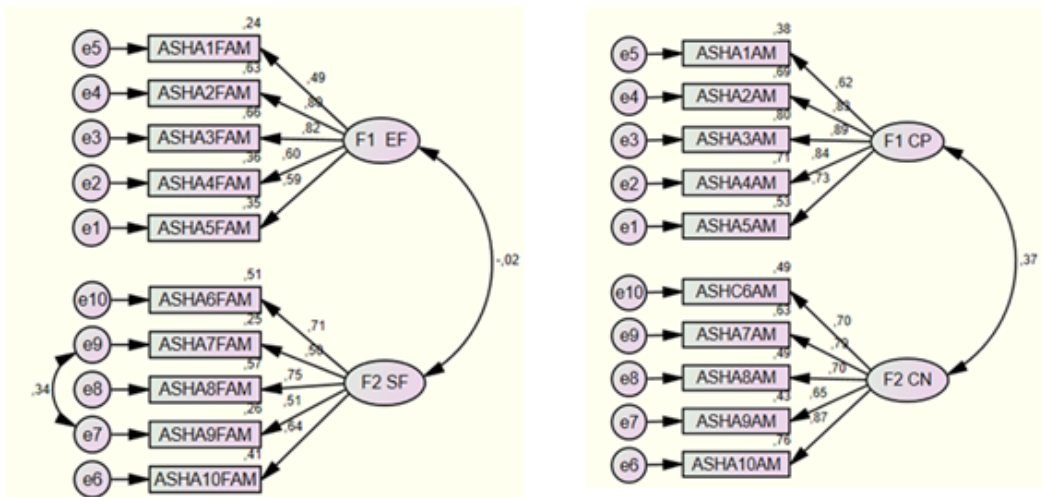 ,24
e5 ASHA1FAM
,63 ,49
e4 ASHA2FAM
,66 ,80
e3 ASHA3FAM ,82 F1 EF
,36 ,60
e2 ASHA4FAM ,59
,35
e1 ASHA5FAM
-,02
,51
e10 ASHA6FAM
,25 ,71
e9 ASHA7FAM ,50
,57
,34 e8 ASHA8FAM ,75 F2 SF
,26 ,51
e7 ASHA9FAM ,64
,41
e6 ASHA10FAM
,38
e5 ASHA1AM
,69 ,62
e4 ASHA2AM
,80 ,83
e3 ASHA3AM ,89 F1 CP
,71 ,84
e2 ASHA4AM ,73
,53
e1 ASHA5AM
,37
,49
e10 ASHC6AM
,63 ,70
e9 ASHA7AM ,79
,49
e8 ASHA8AM ,70 F2 CN
,43 ,65
e7 ASHA9AM ,87
,76
e6 ASHA10AM